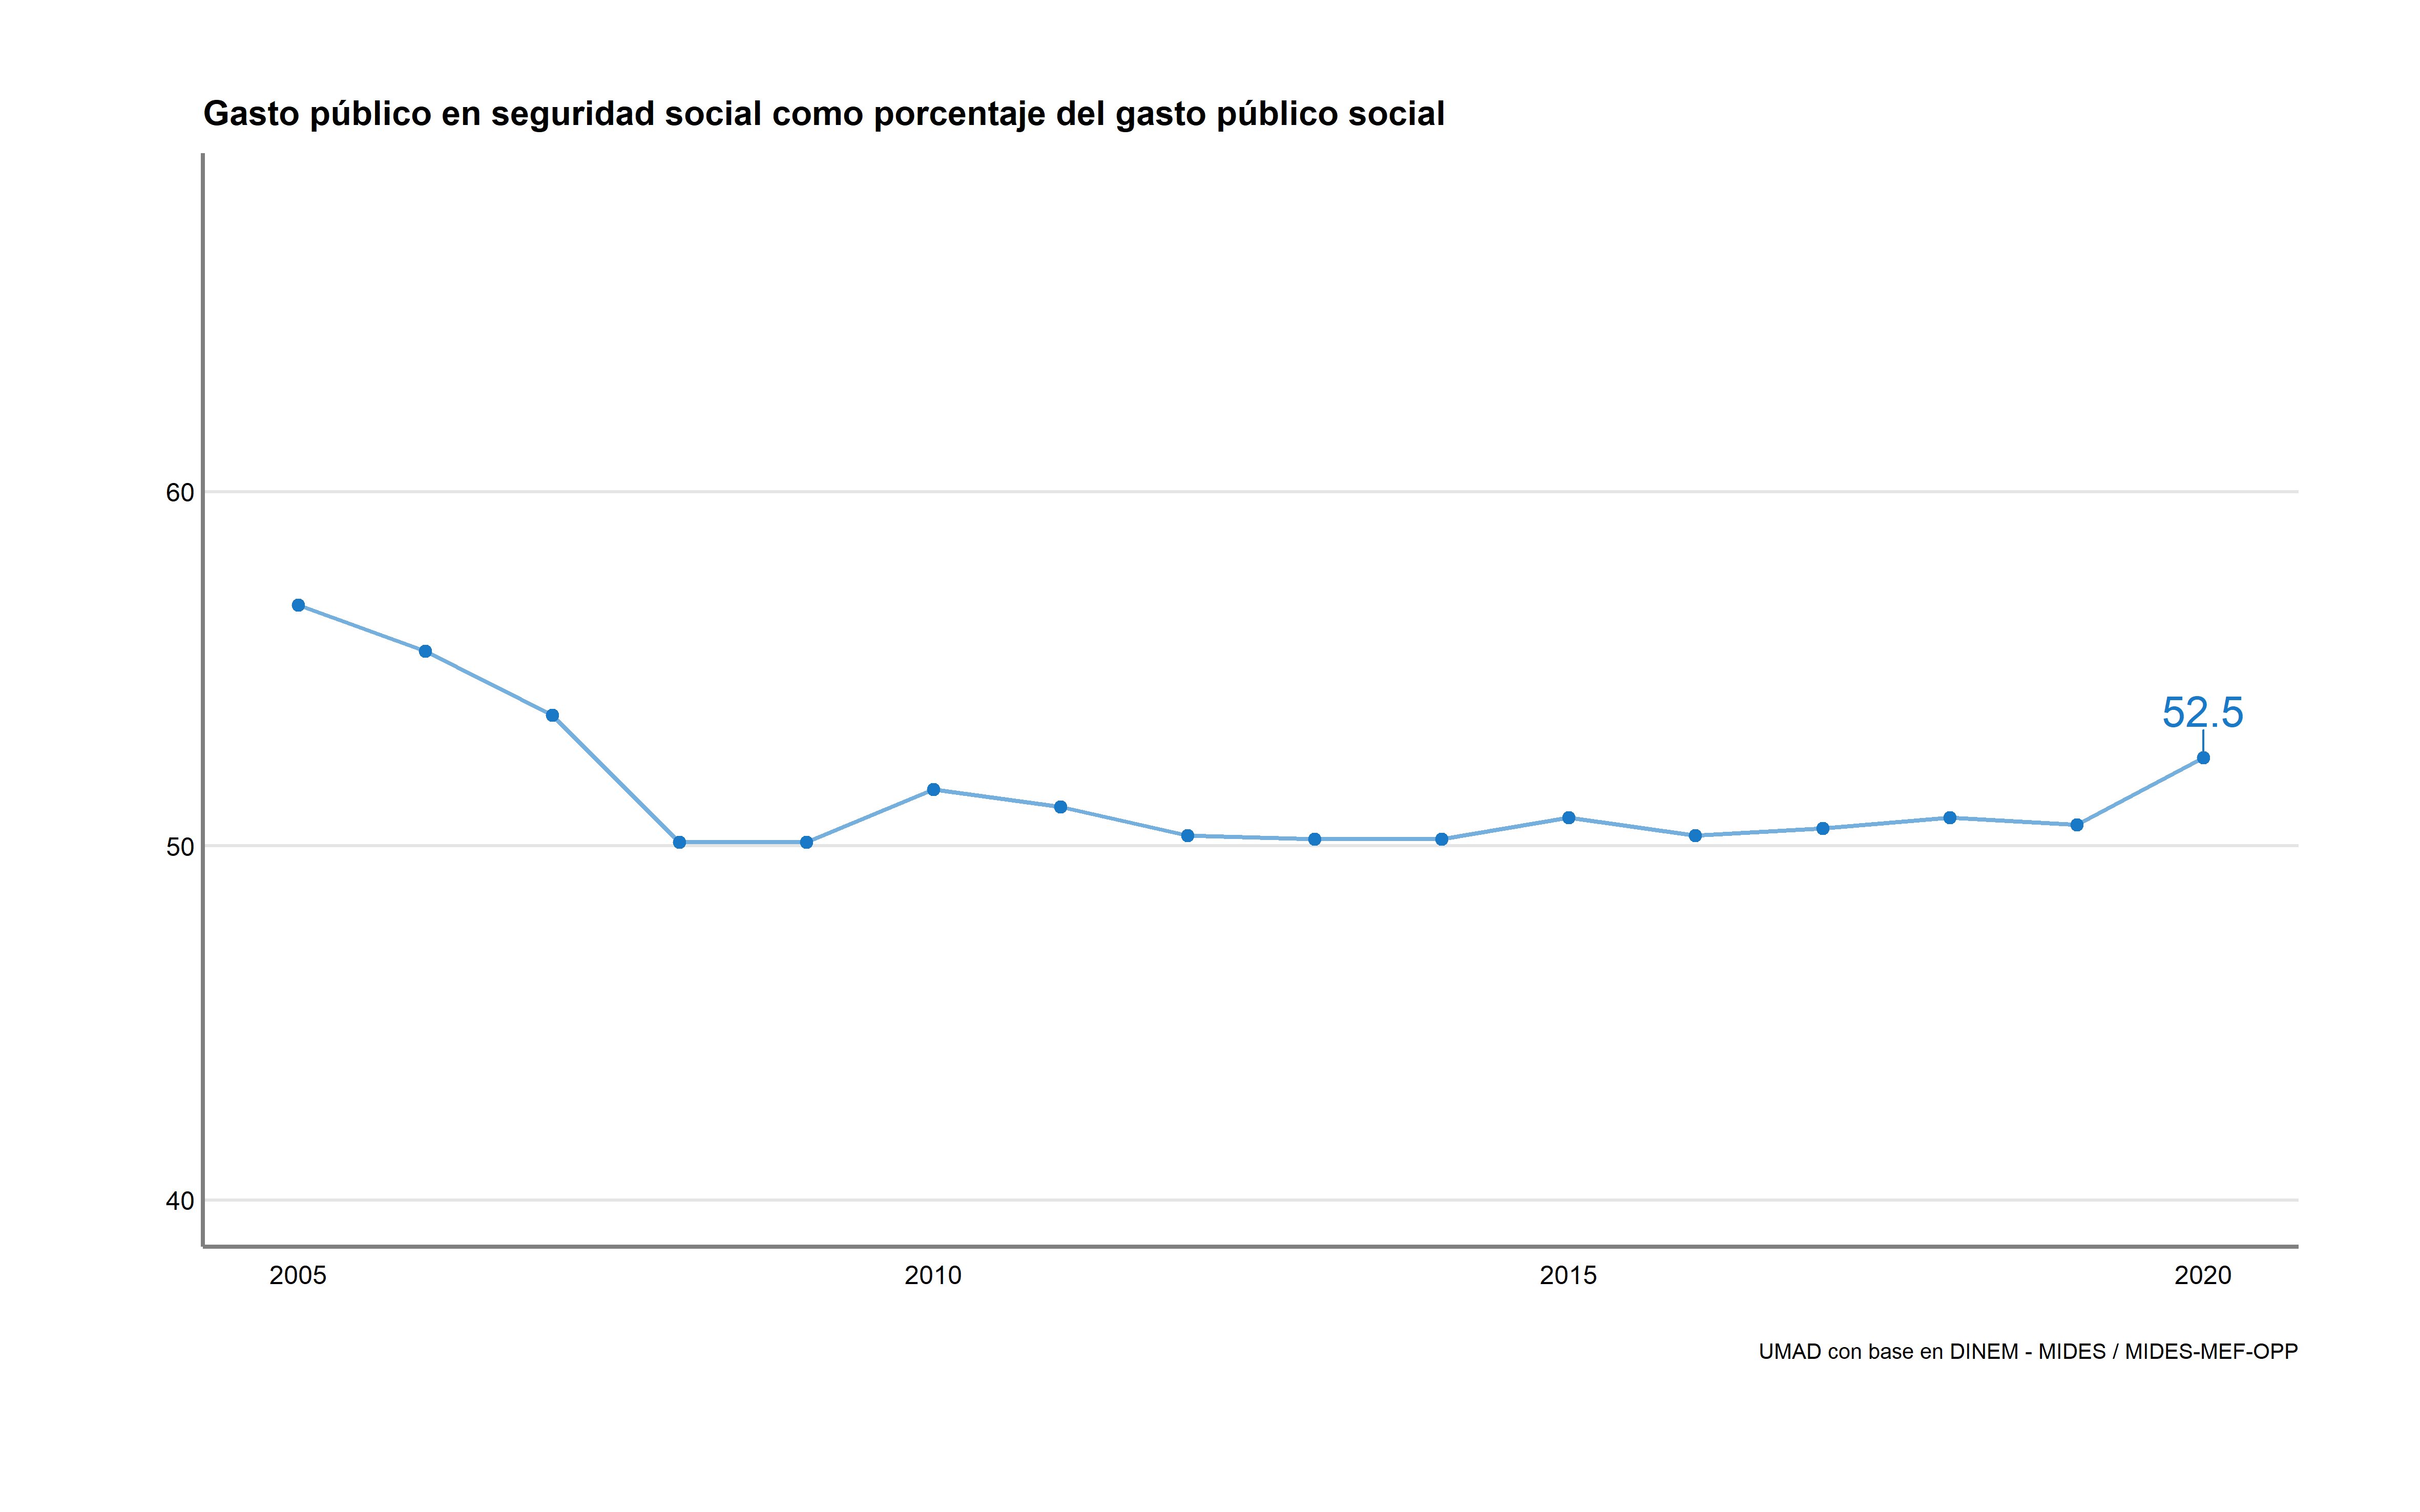 Gasto público en seguridad social como porcentaje del gasto público social
60
52.5
50
40
2005 2010 2015 2020
UMAD con base en DINEM - MIDES / MIDES-MEF-OPP